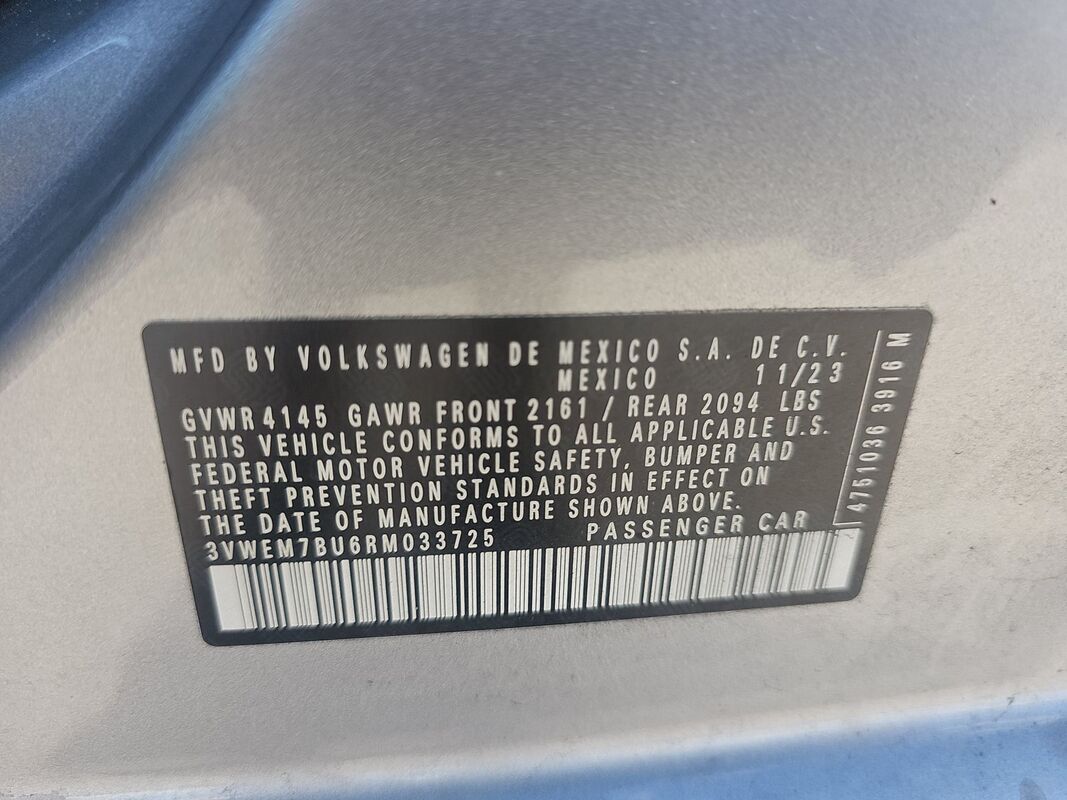 MFD BY VOLKSWAGEN DE MEXICO S.A. DE C.V.
MEXICO 11/23
GVWR 4145 GAWR FRONT 2161 / REAR 2094 LBS
THIS VEHICLE CONFORMS TO ALL APPLICABLE U.S.
FEDERAL MOTOR VEHICLE SAFETY, BUMPER AND
THEFT PREVENTION STANDARDS IN EFFECT ON
THE DATE OF MANUFACTURE SHOWN ABOVE.
3VWEM7BU6RM033725 PASSENGER CAR
4751036 3916 M